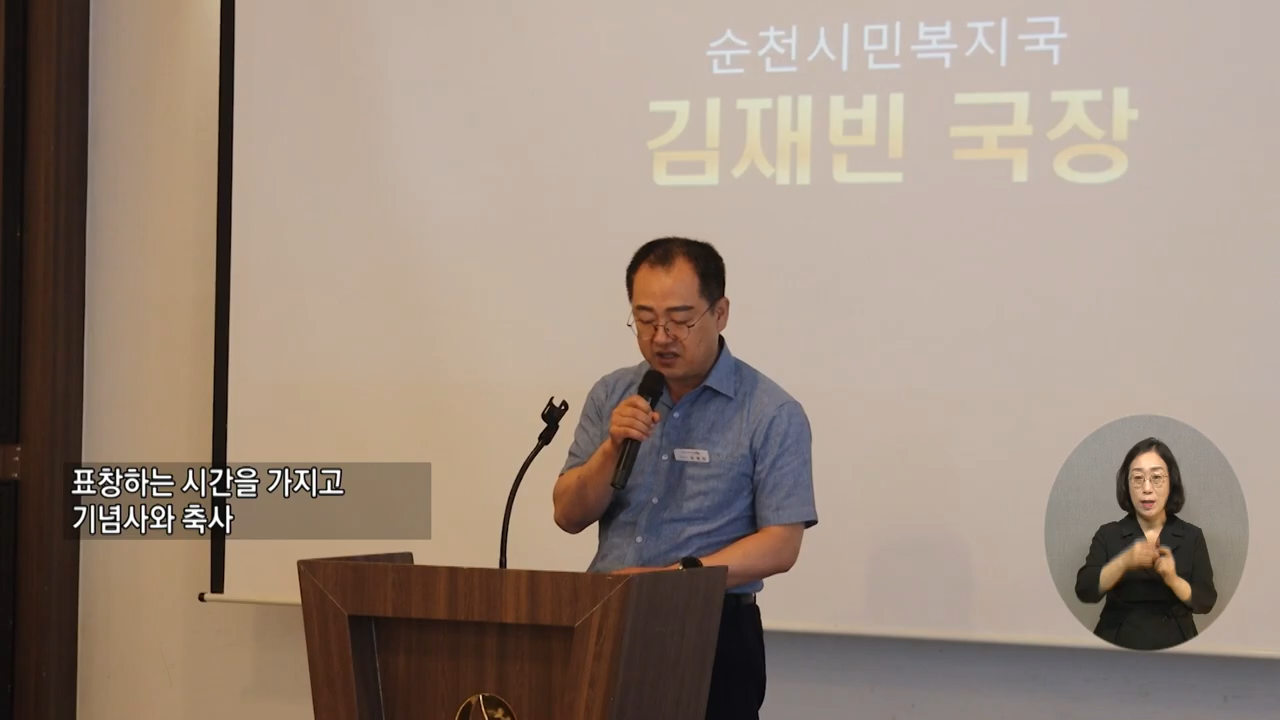 순천시민복지국
김재빈 국장
표창하는 시간을 가지고
기념사와 축사